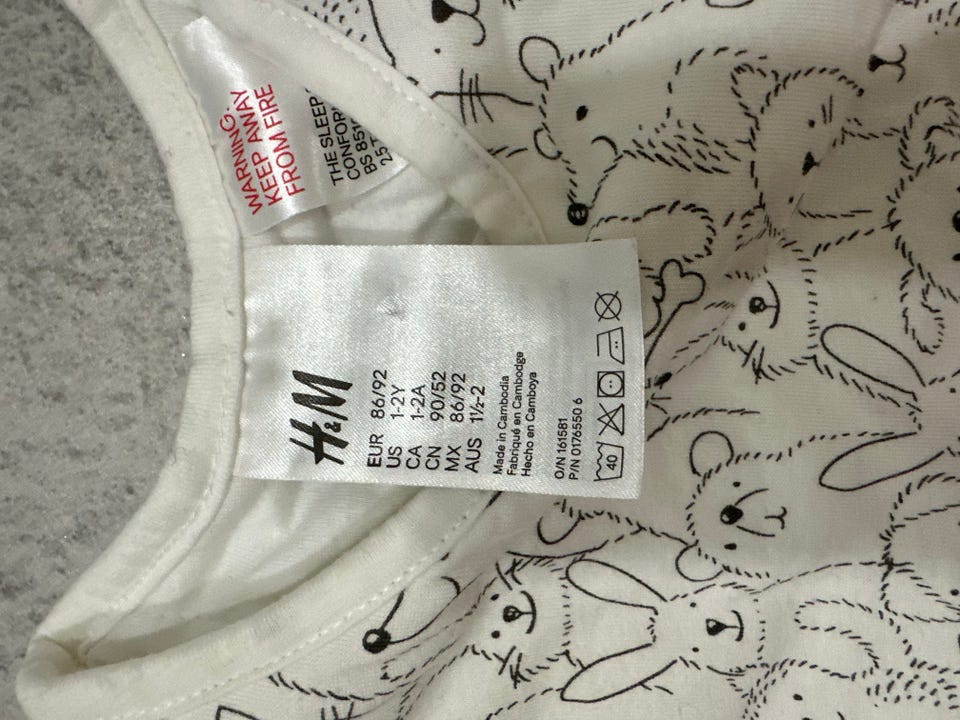 WARNING.
KEEP AWAY
FROM FIRE
THE SLEEP
BS
H&M
EUR 86/92
US 1-2Y
CA 1-2A
CN 90/52
MX 86/92
AUS 1½-2
Made in Cambodia
Fabriqué en Cambodge
Hecho en Camboya
O/N 161581
P/N 0176550 6
40